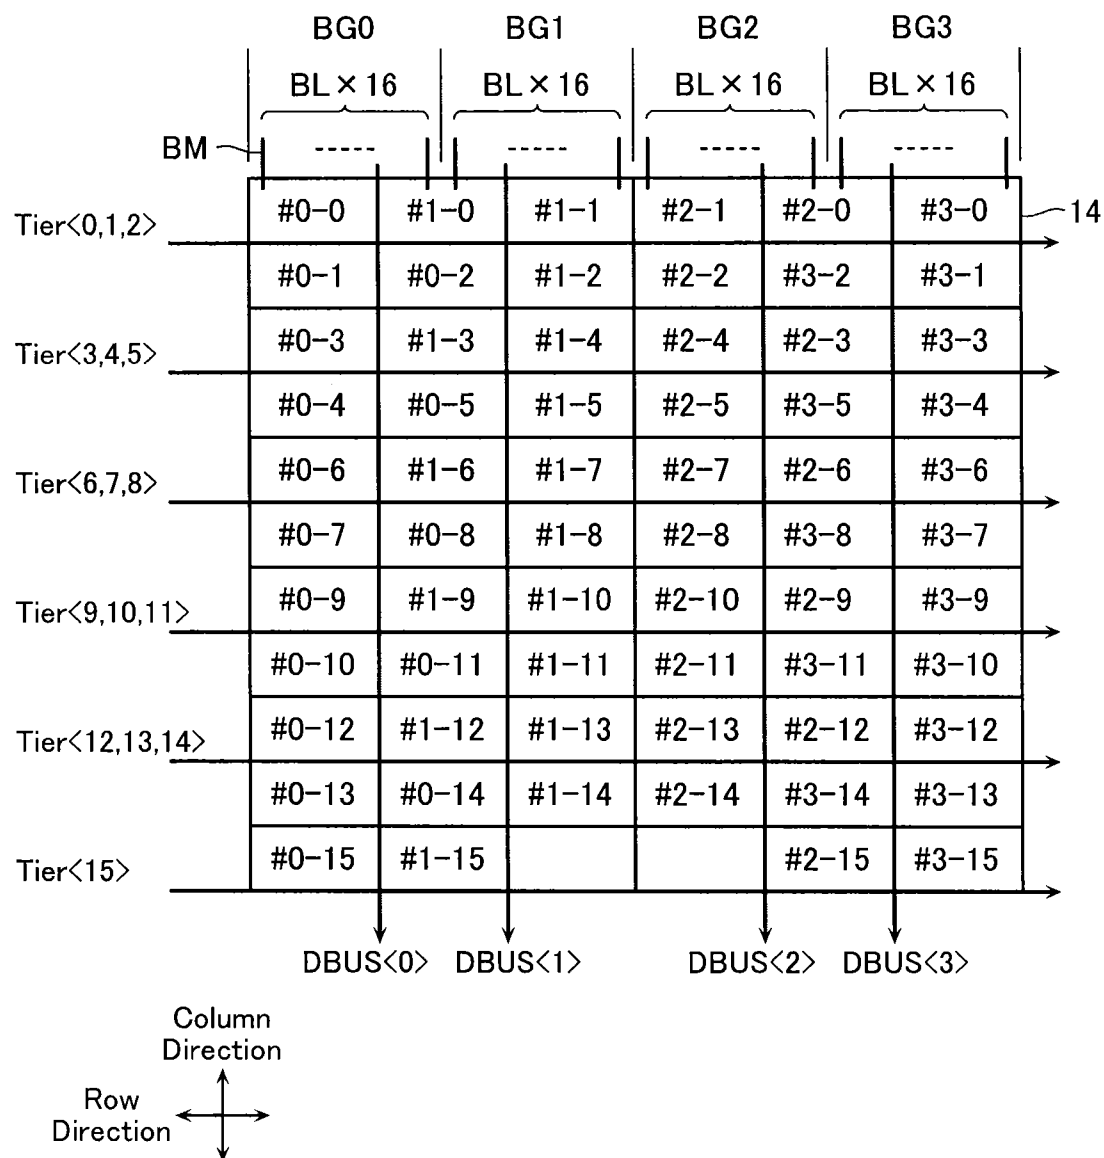 BG0 BG1 BG2 BG3
BL×16 BL×16 BL×16 BL×16
BM
Tier<0,1,2> #0-0 #1-0 #1-1 #2-1 #2-0 #3-0 14
#0-1 #0-2 #1-2 #2-2 #3-2 #3-1
Tier<3,4,5> #0-3 #1-3 #1-4 #2-4 #2-3 #3-3
#0-4 #0-5 #1-5 #2-5 #3-5 #3-4
Tier<6,7,8> #0-6 #1-6 #1-7 #2-7 #2-6 #3-6
#0-7 #0-8 #1-8 #2-8 #3-8 #3-7
Tier<9,10,11> #0-9 #1-9 #1-10 #2-10 #2-9 #3-9
#0-10 #0-11 #1-11 #2-11 #3-11 #3-10
Tier<12,13,14> #0-12 #1-12 #1-13 #2-13 #2-12 #3-12
#0-13 #0-14 #1-14 #2-14 #3-14 #3-13
Tier<15> #0-15 #1-15 #2-15 #3-15
DBUS<0> DBUS<1> DBUS<2> DBUS<3>
Column
Direction
Row
Direction